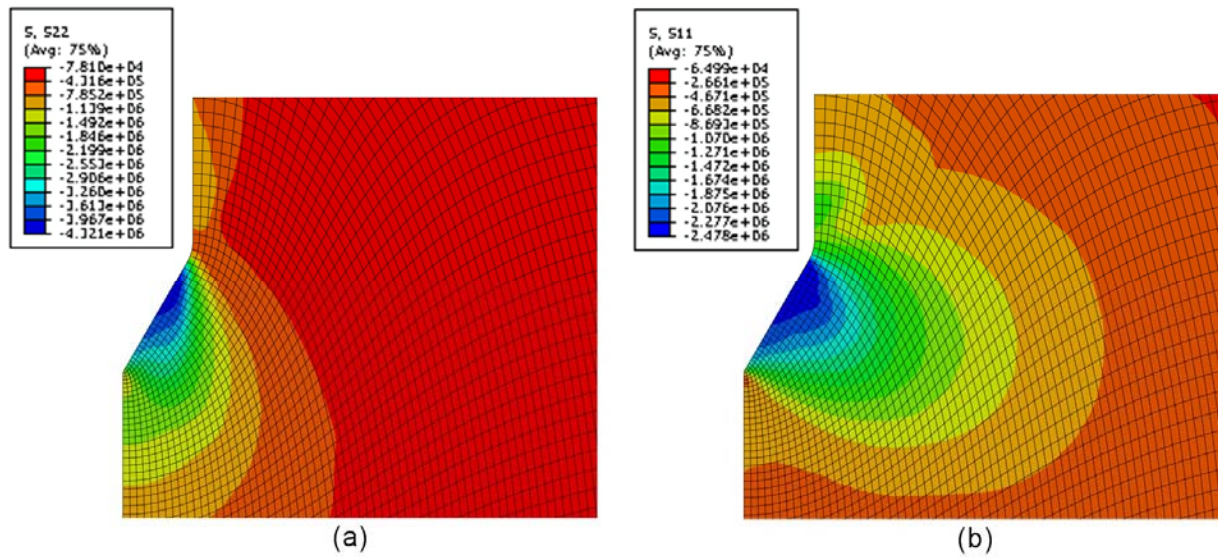 S, S22
(Avg: 75%)
-7.810e+04
-4.316e+05
-7.852e+05
-1.139e+06
-1.492e+06
-1.846e+06
-2.199e+06
-2.553e+06
-2.906e+06
-3.260e+06
-3.613e+06
-3.967e+06
-4.321e+06
(a)
S, S11
(Avg: 75%)
-6.499e+04
-2.661e+05
-4.671e+05
-6.682e+05
-8.693e+05
-1.070e+06
-1.271e+06
-1.472e+06
-1.674e+06
-1.875e+06
-2.076e+06
-2.277e+06
-2.478e+06
(b)